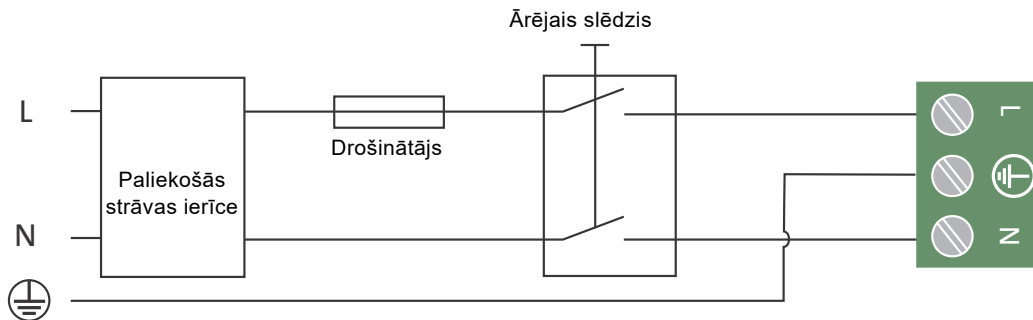 Ārējais slēdzis
L
Drošinātājs
Paliekošās
strāvas ierīce
N
L
N